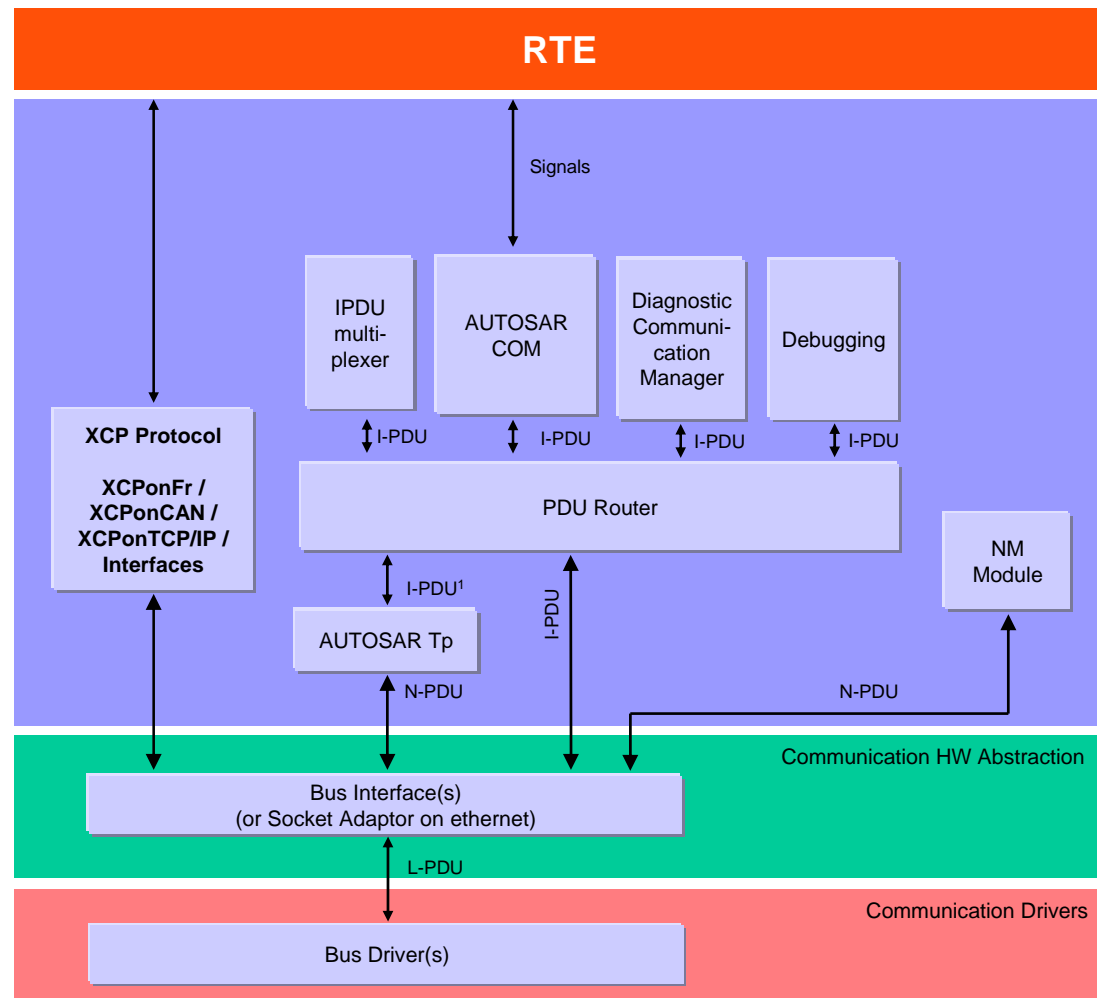 RTE
Signals
IPDU
multi-
plexer
AUTOSAR
COM
Diagnostic
Communi-
cation
Manager
Debugging
XCP Protocol
XCPonFr /
XCPonCAN /
XCPonTCP/IP /
Interfaces
I-PDU
I-PDU
I-PDU
I-PDU
PDU Router
NM
Module
I-PDU¹
I-PDU
AUTOSAR Tp
N-PDU
N-PDU
Communication HW Abstraction
Bus Interface(s)
(or Socket Adaptor on ethernet)
L-PDU
Communication Drivers
Bus Driver(s)